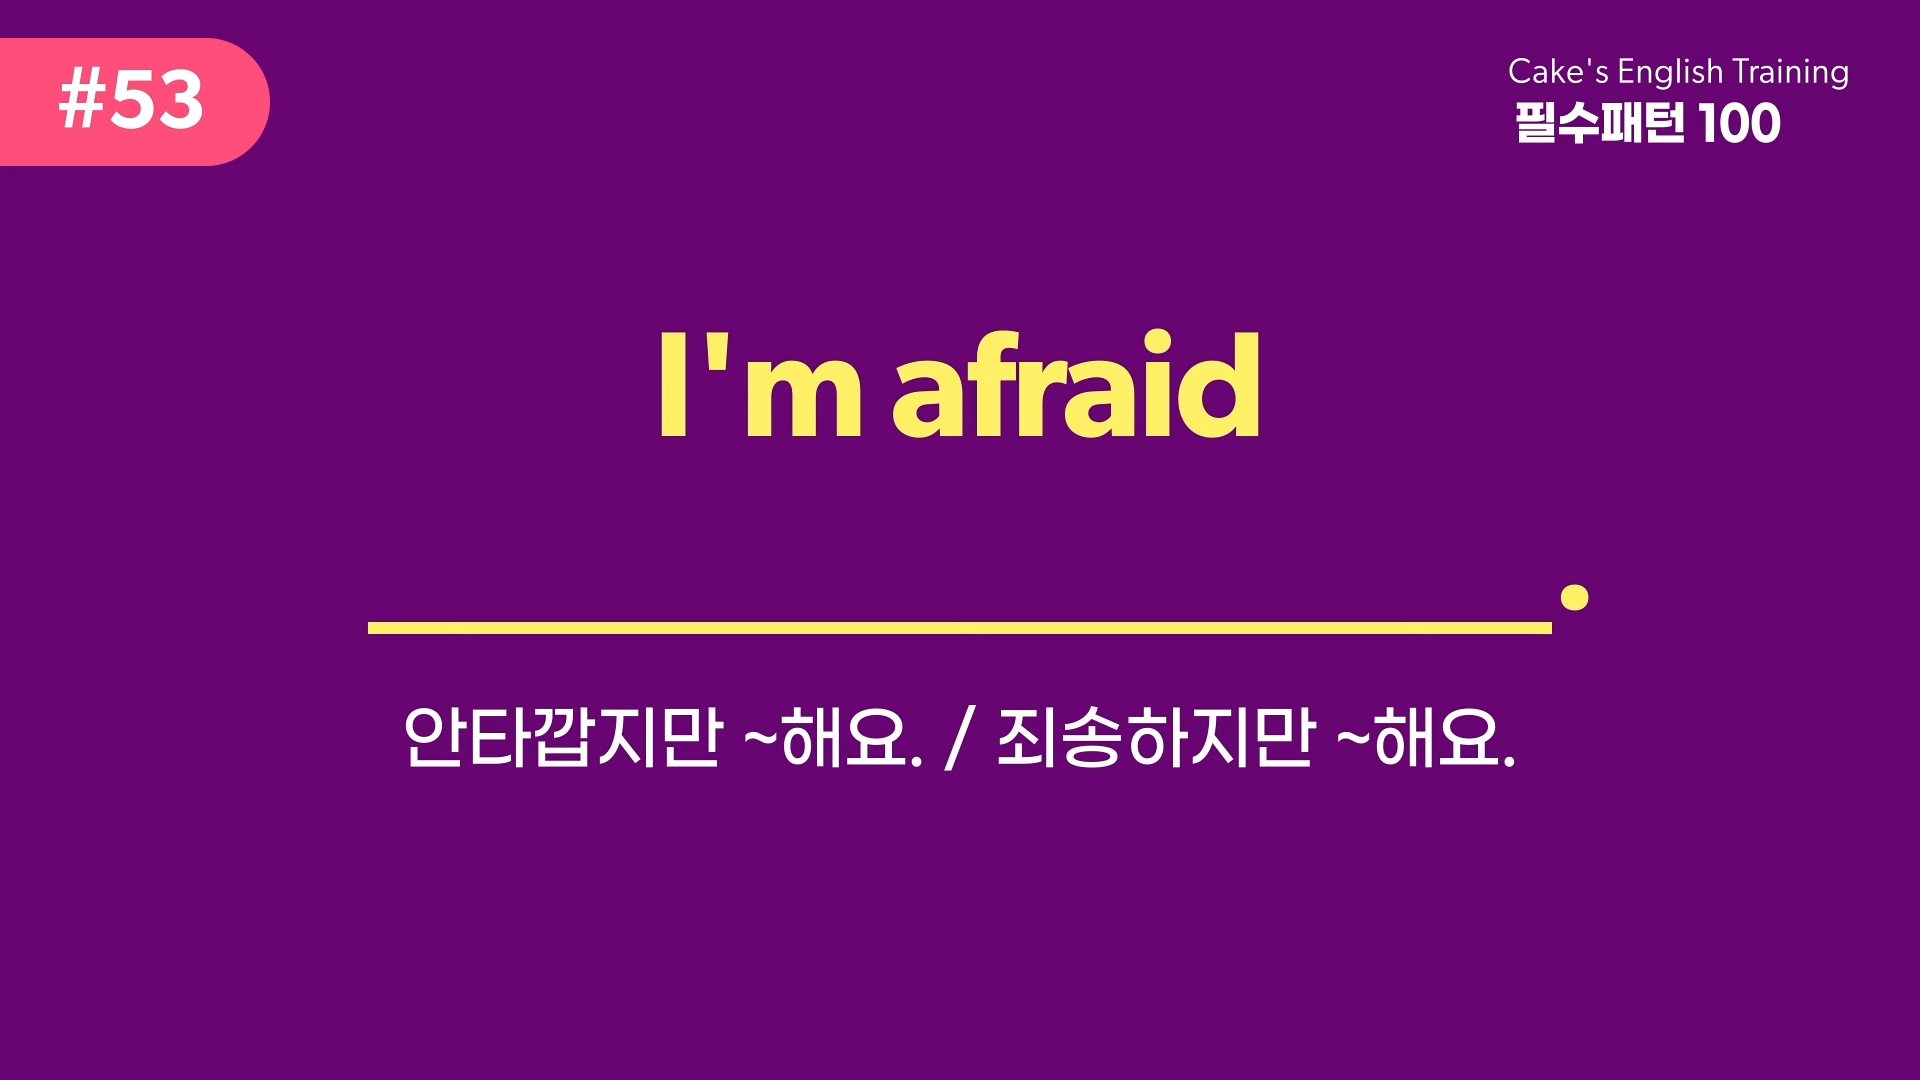 #53
Cake's English Training
필수패턴 100
I'm afraid
.
안타깝지만 ~해요. / 죄송하지만 ~해요.